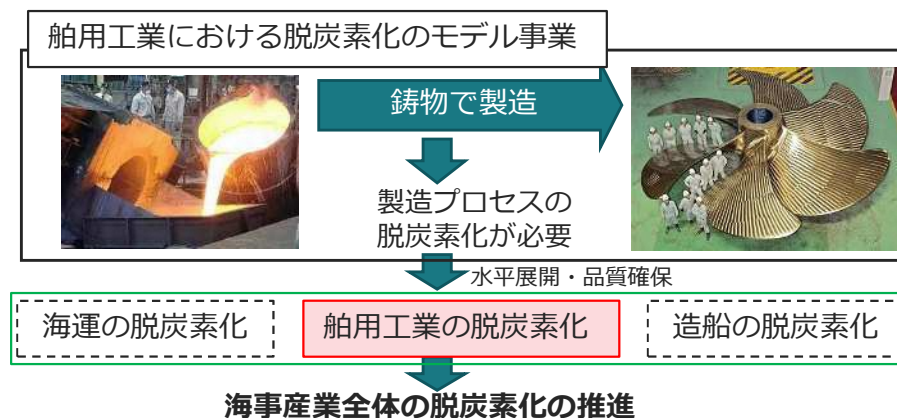 舶用工業における脱炭素化のモデル事業
鋳物で製造
製造プロセスの
脱炭素化が必要
水平展開・品質確保
海運の脱炭素化
舶用工業の脱炭素化
造船の脱炭素化
海事産業全体の脱炭素化の推進